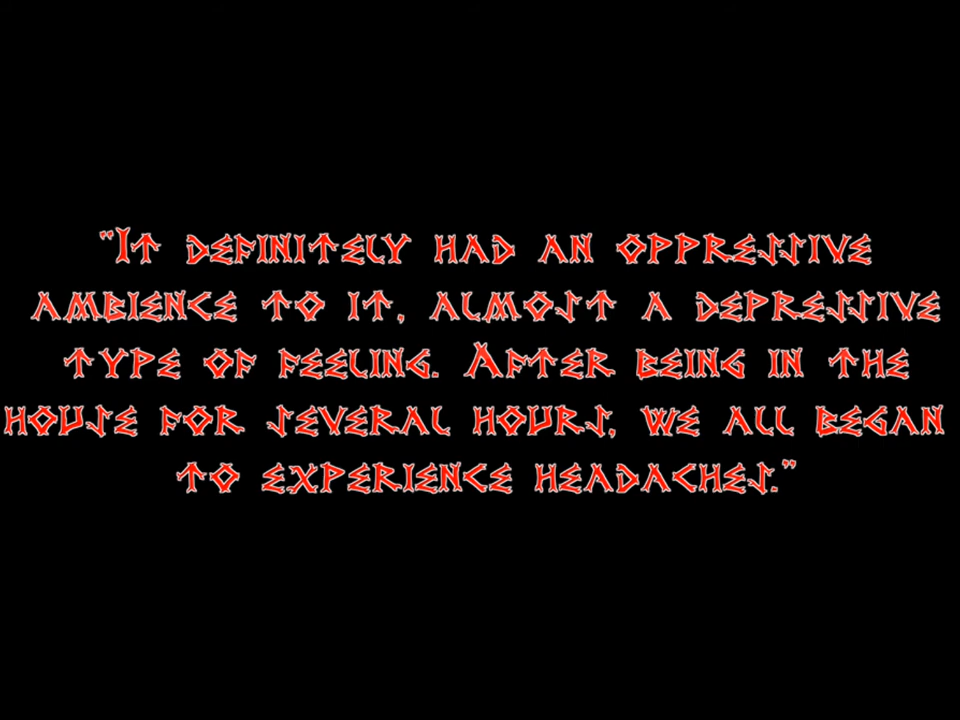 "It definitely had an oppressive
ambience to it, almost a depressive
type of feeling. After being in the
house for several hours, we all began
to experience headaches."